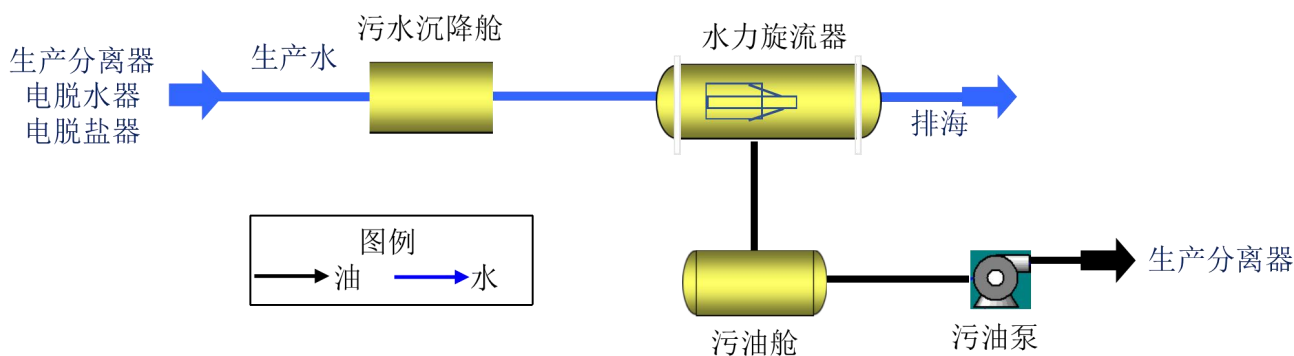 污水沉降舱
水力旋流器
生产分离器
电脱水器
电脱盐器
生产水
排海
图例
油
水
生产分离器
污油舱
污油泵